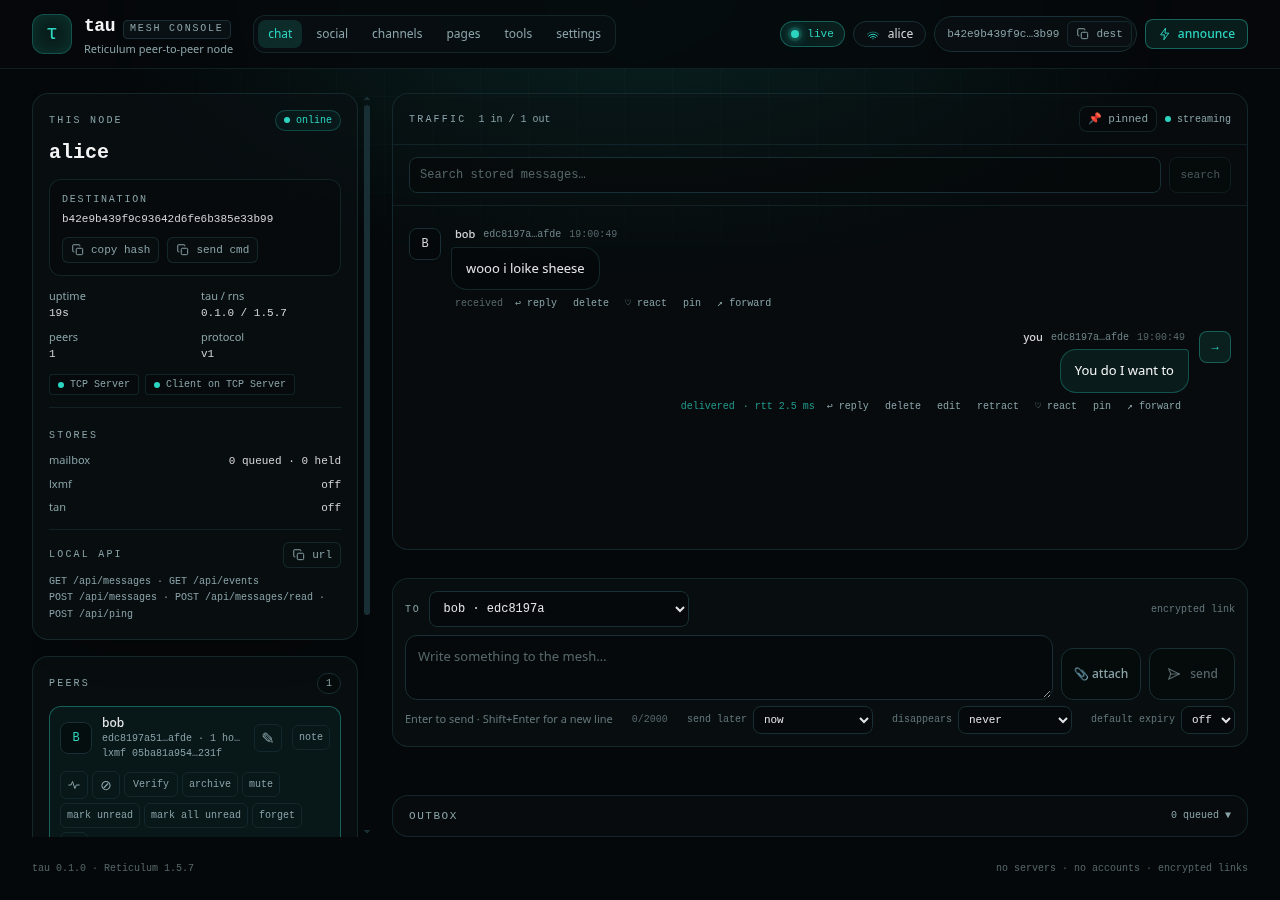 τ
tau MESH CONSOLE
Reticulum peer-to-peer node
chat social channels pages tools settings
live alice b42e9b439f9c…3b99 dest announce
THIS NODE online
alice
DESTINATION
b42e9b439f9c93642d6fe6b385e33b99
copy hash send cmd
uptime tau / rns
19s 0.1.0 / 1.5.7
peers protocol
1 v1
TCP Server Client on TCP Server
STORES
mailbox 0 queued · 0 held
lxmf off
tan off
LOCAL API url
GET /api/messages · GET /api/events
POST /api/messages · POST /api/messages/read ·
POST /api/ping
PEERS 1
B bob
edc8197a51…afde · 1 ho…
lxmf 05ba81a954…231f
✎ note
⊘ Verify archive mute
mark unread mark all unread forget
TRAFFIC 1 in / 1 out 📌 pinned streaming
Search stored messages… search
B bob edc8197a…afde 19:00:49
wooo i loike sheese
received ↩ reply delete ♡ react pin ↗ forward
you edc8197a…afde 19:00:49 →
You do I want to
delivered · rtt 2.5 ms ↩ reply delete edit retract ♡ react pin ↗ forward
TO bob · edc8197a encrypted link
Write something to the mesh…
📎 attach send
Enter to send · Shift+Enter for a new line 0/2000 send later now disappears never default expiry off
OUTBOX 0 queued ▼
tau 0.1.0 · Reticulum 1.5.7 no servers · no accounts · encrypted links